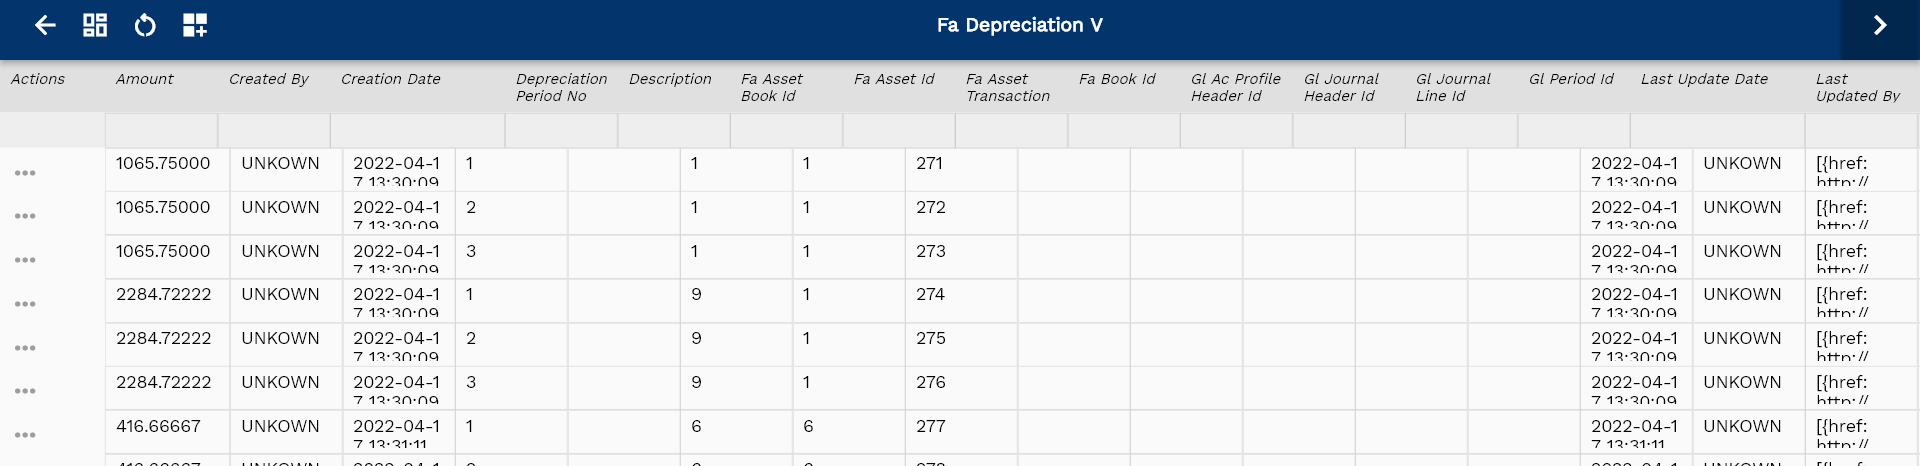 Fa Depreciation V
Actions Amount Created By Creation Date Depreciation Period No Description Fa Asset Book Id Fa Asset Id Fa Asset Transaction Fa Book Id Gl Ac Profile Header Id Gl Journal Header Id Gl Journal Line Id Gl Period Id Last Update Date Last Updated By
1065.75000 UNKOWN 2022-04-17 13:30:09 1 1 1 271 2022-04-17 13:30:09 UNKOWN [{href: http://
1065.75000 UNKOWN 2022-04-17 13:30:09 2 1 1 272 2022-04-17 13:30:09 UNKOWN [{href: http://
1065.75000 UNKOWN 2022-04-17 13:30:09 3 1 1 273 2022-04-17 13:30:09 UNKOWN [{href: http://
2284.72222 UNKOWN 2022-04-17 13:30:09 1 9 1 274 2022-04-17 13:30:09 UNKOWN [{href: http://
2284.72222 UNKOWN 2022-04-17 13:30:09 2 9 1 275 2022-04-17 13:30:09 UNKOWN [{href: http://
2284.72222 UNKOWN 2022-04-17 13:30:09 3 9 1 276 2022-04-17 13:30:09 UNKOWN [{href: http://
416.66667 UNKOWN 2022-04-17 13:31:11 1 6 6 277 2022-04-17 13:31:11 UNKOWN [{href: http://